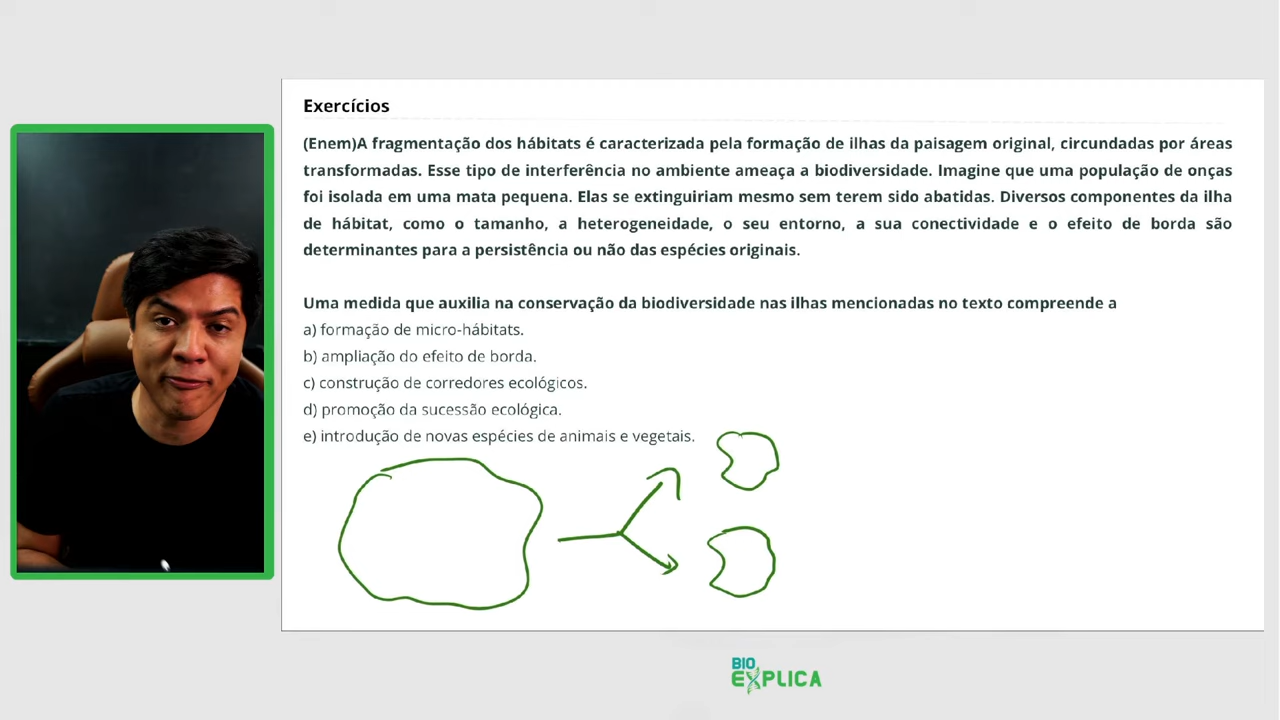 Exercícios
(Enem)A fragmentação dos hábitats é caracterizada pela formação de ilhas da paisagem original, circundadas por áreas
transformadas. Esse tipo de interferência no ambiente ameaça a biodiversidade. Imagine que uma população de onças
foi isolada em uma mata pequena. Elas se extinguiriam mesmo sem terem sido abatidas. Diversos componentes da ilha
de hábitat, como o tamanho, a heterogeneidade, o seu entorno, a sua conectividade e o efeito de borda são
determinantes para a persistência ou não das espécies originais.
Uma medida que auxilia na conservação da biodiversidade nas ilhas mencionadas no texto compreende a
a) formação de micro-hábitats.
b) ampliação do efeito de borda.
c) construção de corredores ecológicos.
d) promoção da sucessão ecológica.
e) introdução de novas espécies de animais e vegetais.
BIO
EXPLICA